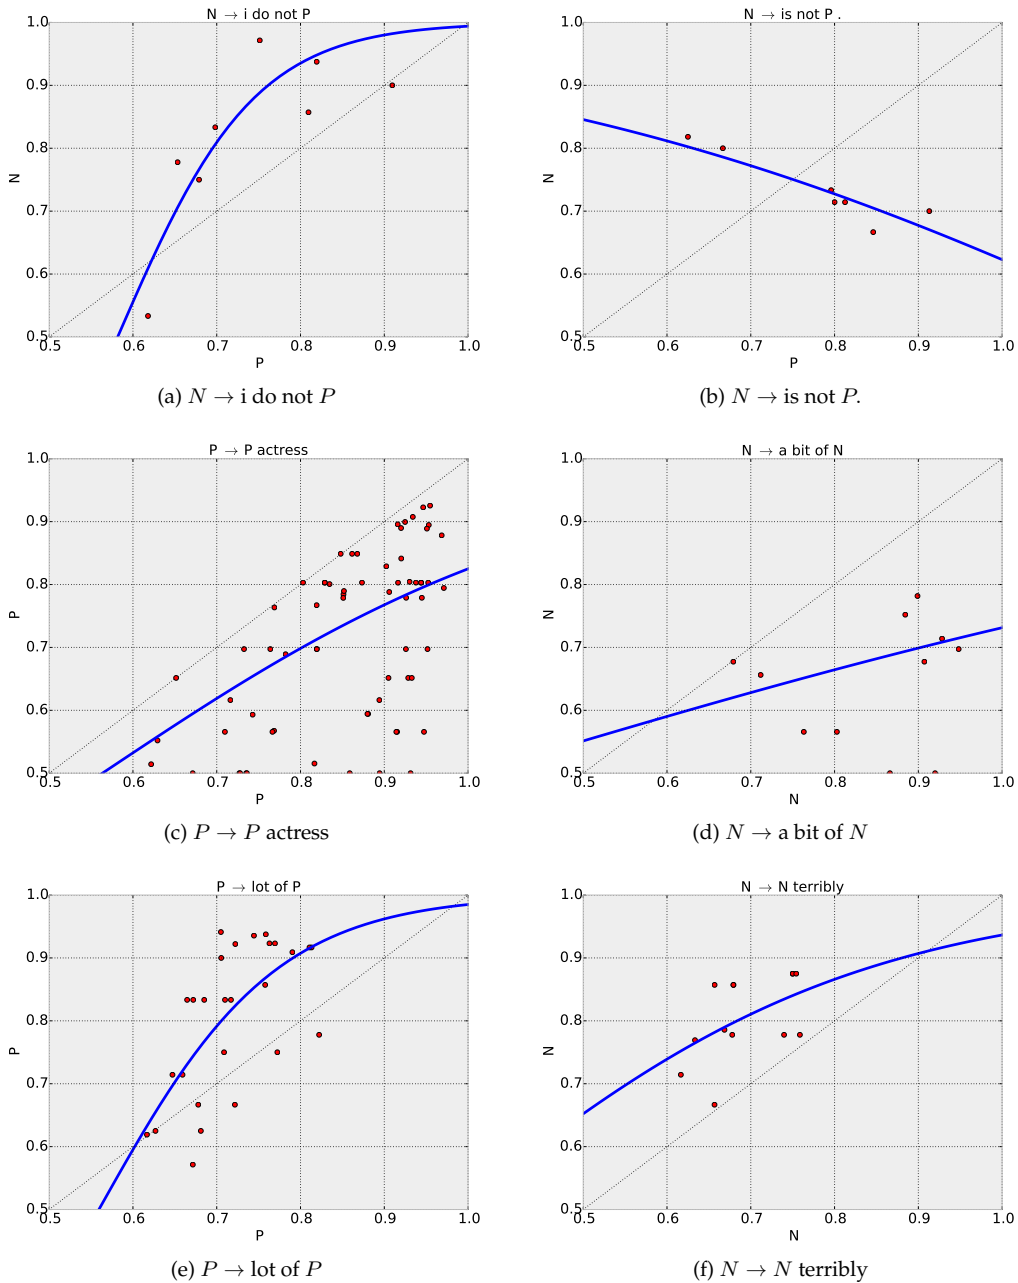 N → i do not P
1.0
0.9
0.8
0.7
0.6
0.5
N
0.5 0.6 0.7 0.8 0.9 1.0
P
(a) N → i do not P
N → is not P .
1.0
0.9
0.8
0.7
0.6
0.5
N
0.5 0.6 0.7 0.8 0.9 1.0
P
(b) N → is not P.
P → P actress
1.0
0.9
0.8
0.7
0.6
0.5
P
0.5 0.6 0.7 0.8 0.9 1.0
P
(c) P → P actress
N → a bit of N
1.0
0.9
0.8
0.7
0.6
0.5
N
0.5 0.6 0.7 0.8 0.9 1.0
N
(d) N → a bit of N
P → lot of P
1.0
0.9
0.8
0.7
0.6
0.5
P
0.5 0.6 0.7 0.8 0.9 1.0
P
(e) P → lot of P
N → N terribly
1.0
0.9
0.8
0.7
0.6
0.5
N
0.5 0.6 0.7 0.8 0.9 1.0
N
(f) N → N terribly